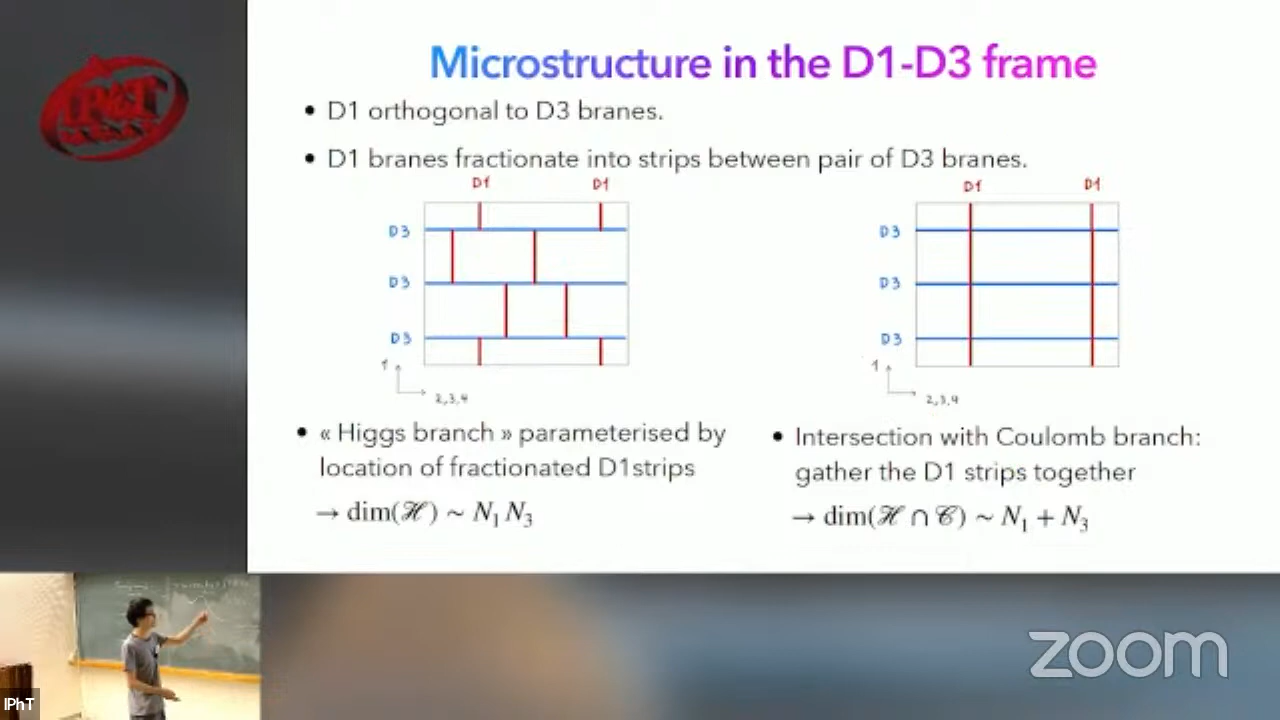 IPhT
Microstructure in the D1-D3 frame
• D1 orthogonal to D3 branes.
• D1 branes fractionate into strips between pair of D3 branes.
D1 D1
D3
D3
D3
1
2,3,4
D1 D1
D3
D3
D3
1
2,3,4
• « Higgs branch » parameterised by
location of fractionated D1strips
→ dim(ℋ) ~ N₁N₃
• Intersection with Coulomb branch:
gather the D1 strips together
→ dim(ℋ ∩ 𝒞) ~ N₁ + N₃
zoom
IPhT